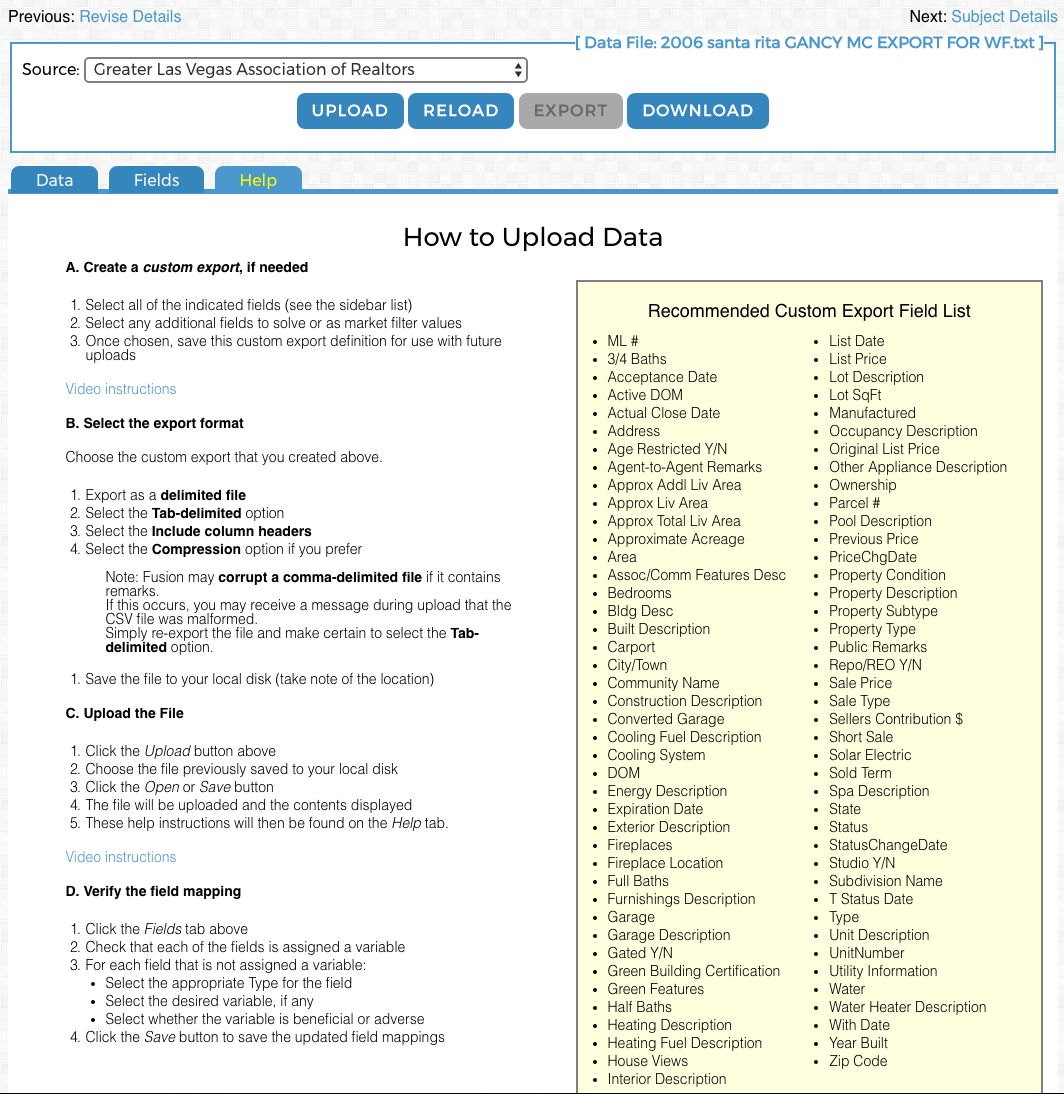 Previous: Revise Details
Next: Subject Details
[ Data File: 2006 santa rita GANCY MC EXPORT FOR WF.txt ]
Source: Greater Las Vegas Association of Realtors
UPLOAD RELOAD EXPORT DOWNLOAD
Data Fields Help
How to Upload Data
A. Create a custom export, if needed
1. Select all of the indicated fields (see the sidebar list)
2. Select any additional fields to solve or as market filter values
3. Once chosen, save this custom export definition for use with future
uploads
Video instructions
B. Select the export format
Choose the custom export that you created above.
1. Export as a delimited file
2. Select the Tab-delimited option
3. Select the Include column headers
4. Select the Compression option if you prefer
Note: Fusion may corrupt a comma-delimited file if it contains
remarks.
If this occurs, you may receive a message during upload that the
CSV file was malformed.
Simply re-export the file and make certain to select the Tab-
delimited option.
1. Save the file to your local disk (take note of the location)
C. Upload the File
1. Click the Upload button above
2. Choose the file previously saved to your local disk
3. Click the Open or Save button
4. The file will be uploaded and the contents displayed
5. These help instructions will then be found on the Help tab.
Video instructions
D. Verify the field mapping
1. Click the Fields tab above
2. Check that each of the fields is assigned a variable
3. For each field that is not assigned a variable:
• Select the appropriate Type for the field
• Select the desired variable, if any
• Select whether the variable is beneficial or adverse
4. Click the Save button to save the updated field mappings
Recommended Custom Export Field List
• ML #
• 3/4 Baths
• Acceptance Date
• Active DOM
• Actual Close Date
• Address
• Age Restricted Y/N
• Agent-to-Agent Remarks
• Approx Addl Liv Area
• Approx Liv Area
• Approx Total Liv Area
• Approximate Acreage
• Area
• Assoc/Comm Features Desc
• Bedrooms
• Bldg Desc
• Built Description
• Carport
• City/Town
• Community Name
• Construction Description
• Converted Garage
• Cooling Fuel Description
• Cooling System
• DOM
• Energy Description
• Expiration Date
• Exterior Description
• Fireplaces
• Fireplace Location
• Full Baths
• Furnishings Description
• Garage
• Garage Description
• Gated Y/N
• Green Building Certification
• Green Features
• Half Baths
• Heating Description
• Heating Fuel Description
• House Views
• Interior Description
• List Date
• List Price
• Lot Description
• Lot SqFt
• Manufactured
• Occupancy Description
• Original List Price
• Other Appliance Description
• Ownership
• Parcel #
• Pool Description
• Previous Price
• PriceChgDate
• Property Condition
• Property Description
• Property Subtype
• Property Type
• Public Remarks
• Repo/REO Y/N
• Sale Price
• Sale Type
• Sellers Contribution $
• Short Sale
• Solar Electric
• Sold Term
• Spa Description
• State
• Status
• StatusChangeDate
• Studio Y/N
• Subdivision Name
• T Status Date
• Type
• Unit Description
• UnitNumber
• Utility Information
• Water
• Water Heater Description
• With Date
• Year Built
• Zip Code